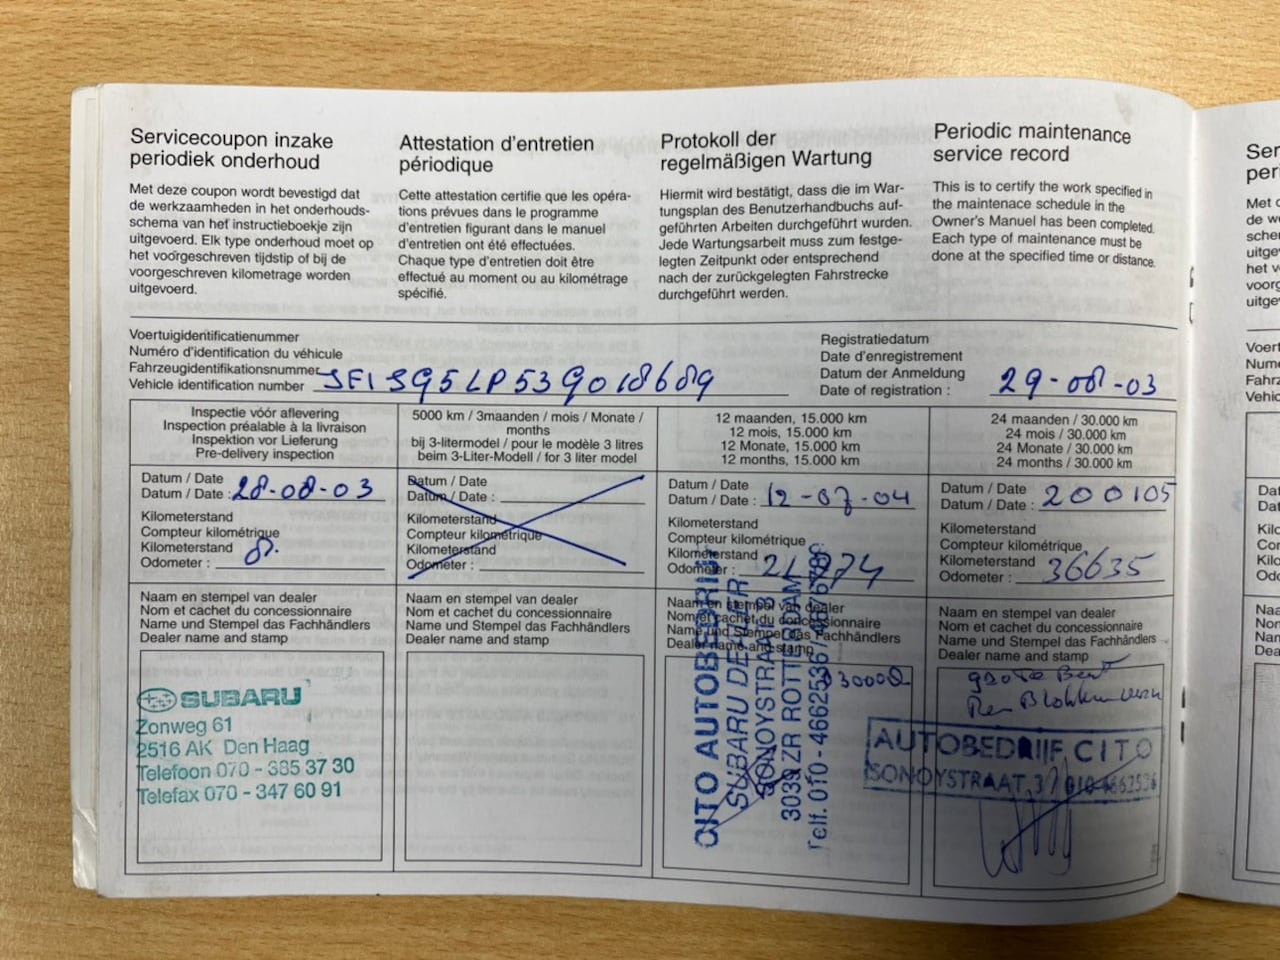 Servicecoupon inzake
periodiek onderhoud
Met deze coupon wordt bevestigd dat
de werkzaamheden in het onderhouds-
schema van het instructieboekje zijn
uitgevoerd. Elk type onderhoud moet op
het voorgeschreven tijdstip of bij de
voorgeschreven kilometrage worden
uitgevoerd.
Attestation d'entretien
périodique
Cette attestation certifie que les opéra-
tions prévues dans le programme
d'entretien figurant dans le manuel
d'entretien ont été effectuées.
Chaque type d'entretien doit être
effectué au moment ou au kilométrage
spécifié.
Protokoll der
regelmäßigen Wartung
Hiermit wird bestätigt, dass die im War-
tungsplan des Benutzerhandbuchs auf-
geführten Arbeiten durchgeführt wurden.
Jede Wartungsarbeit muss zum festge-
legten Zeitpunkt oder entsprechend
nach der zurückgelegten Fahrstrecke
durchgeführt werden.
Periodic maintenance
service record
This is to certify the work specified in
the maintenace schedule in the
Owner's Manuel has been completed.
Each type of maintenance must be
done at the specified time or distance.
Voertuigidentificatienummer
Numéro d'identification du véhicule
Fahrzeugidentifikationsnummer
Vehicle identification number JF1SG5LP53G018689
Registratiedatum
Date d'enregistrement
Datum der Anmeldung
Date of registration : 29-08-03
Inspectie vóór aflevering
Inspection préalable à la livraison
Inspektion vor Lieferung
Pre-delivery inspection
Datum / Date
Datum / Date : 28-08-03
Kilometerstand
Compteur kilométrique
Kilometerstand
Odometer : 8.
Naam en stempel van dealer
Nom et cachet du concessionnaire
Name und Stempel des Fachhändlers
Dealer name and stamp
SUBARU
Zonweg 61
2516 AK Den Haag
Telefoon 070 - 385 37 30
Telefax 070 - 347 60 91
5000 km / 3maanden / mois / Monate /
months
bij 3-litermodel / pour le modèle 3 litres
beim 3-Liter-Modell / for 3 liter model
Datum / Date
Datum / Date :
Kilometerstand
Compteur kilométrique
Kilometerstand
Odometer :
Naam en stempel van dealer
Nom et cachet du concessionnaire
Name und Stempel des Fachhändlers
Dealer name and stamp
12 maanden, 15.000 km
12 mois, 15.000 km
12 Monate, 15.000 km
12 months, 15.000 km
Datum / Date
Datum / Date : 12-07-04
Kilometerstand
Compteur kilométrique
Kilometerstand
Odometer :
Naam en stempel van dealer
Nom et cachet du concessionnaire
Name und Stempel das Fachhändlers
Dealer name and stamp
CITO AUTOBEDRIJF
SUBARU DEALER
SONOYSTRAAT
3039 ZR ROTTERDAM
Telf. 010 - 4662536
24 maanden / 30.000 km
24 mois / 30.000 km
24 Monate / 30.000 km
24 months / 30.000 km
Datum / Date
Datum / Date : 200105
Kilometerstand
Compteur kilométrique
Kilometerstand
Odometer : 36635
Naam en stempel van dealer
Nom et cachet du concessionnaire
Name und Stempel das Fachhändlers
Dealer name and stamp
grote Beurt
AUTOBEDRIJF CITO
SONOYSTRAAT 010-4662536